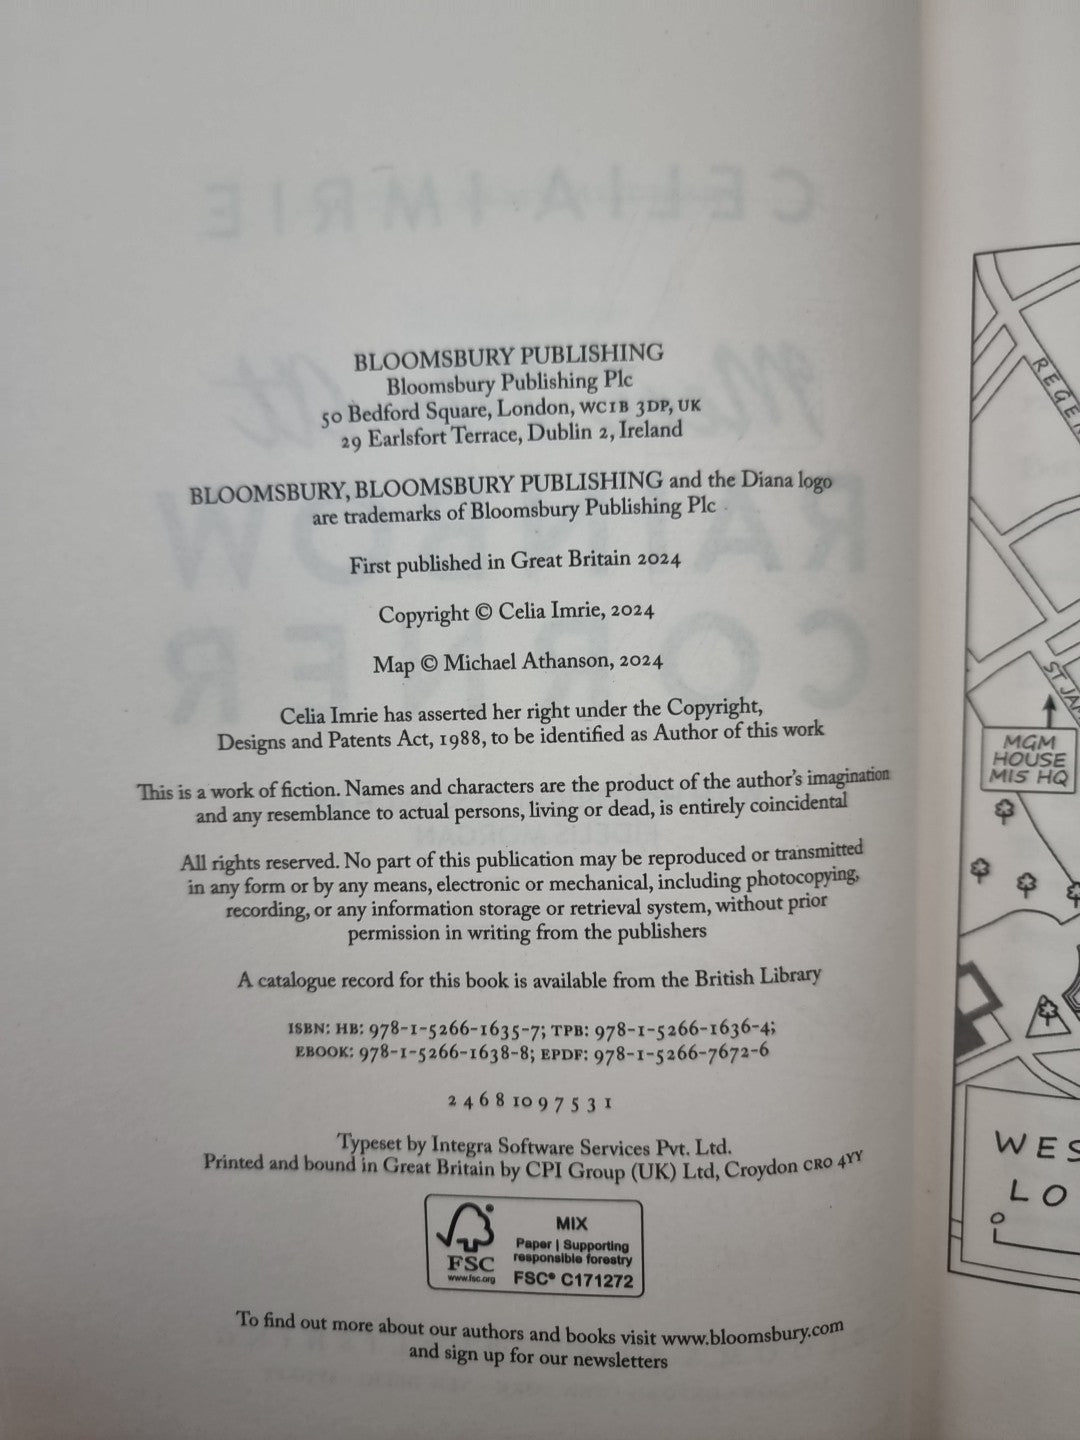 BLOOMSBURY PUBLISHING
Bloomsbury Publishing Plc
50 Bedford Square, London, WC1B 3DP, UK
29 Earlsfort Terrace, Dublin 2, Ireland
BLOOMSBURY, BLOOMSBURY PUBLISHING and the Diana logo
are trademarks of Bloomsbury Publishing Plc
First published in Great Britain 2024
Copyright © Celia Imrie, 2024
Map © Michael Athanson, 2024
Celia Imrie has asserted her right under the Copyright,
Designs and Patents Act, 1988, to be identified as Author of this work
This is a work of fiction. Names and characters are the product of the author's imagination
and any resemblance to actual persons, living or dead, is entirely coincidental
All rights reserved. No part of this publication may be reproduced or transmitted
in any form or by any means, electronic or mechanical, including photocopying,
recording, or any information storage or retrieval system, without prior
permission in writing from the publishers
A catalogue record for this book is available from the British Library
ISBN: HB: 978-1-5266-1635-7; TPB: 978-1-5266-1636-4;
EBOOK: 978-1-5266-1638-8; EPDF: 978-1-5266-7672-6
2 4 6 8 10 9 7 5 3 1
Typeset by Integra Software Services Pvt. Ltd.
Printed and bound in Great Britain by CPI Group (UK) Ltd, Croydon CR0 4YY
FSC
www.fsc.org
MIX
Paper | Supporting
responsible forestry
FSC® C171272
To find out more about our authors and books visit www.bloomsbury.com
and sign up for our newsletters
REGEN
ST JA
MGM
HOUSE
MI5 HQ
WES
LO
0